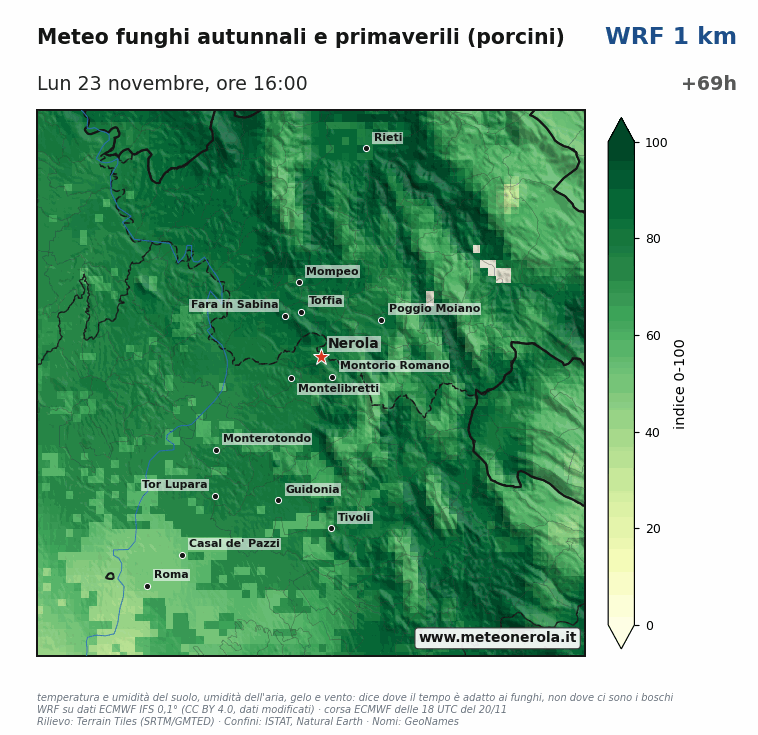 Meteo funghi autunnali e primaverili (porcini)
WRF 1 km
Lun 23 novembre, ore 16:00
+69h
Rieti
Mompeo
Toffia
Fara in Sabina
Poggio Moiano
Nerola
Montorio Romano
Montelibretti
Monterotondo
Tor Lupara
Guidonia
Tivoli
Casal de' Pazzi
Roma
www.meteonerola.it
100
80
60
40
20
0
indice 0-100
temperatura e umidità del suolo, umidità dell'aria, gelo e vento: dice dove il tempo è adatto ai funghi, non dove ci sono i boschi
WRF su dati ECMWF IFS 0,1° (CC BY 4.0, dati modificati) · corsa ECMWF delle 18 UTC del 20/11
Rilievo: Terrain Tiles (SRTM/GMTED) · Confini: ISTAT, Natural Earth · Nomi: GeoNames